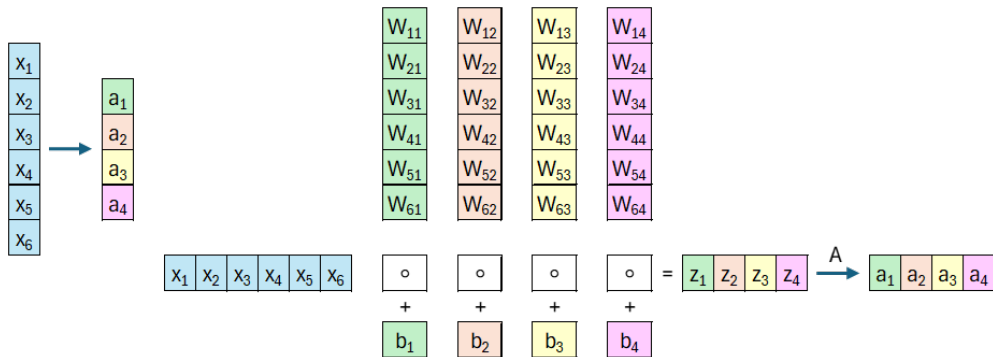 W₁₁ W₁₂ W₁₃ W₁₄
x₁ W₂₁ W₂₂ W₂₃ W₂₄
x₂ a₁ W₃₁ W₃₂ W₃₃ W₃₄
x₃ a₂ W₄₁ W₄₂ W₄₃ W₄₄
x₄ a₃ W₅₁ W₅₂ W₅₃ W₅₄
x₅ a₄ W₆₁ W₆₂ W₆₃ W₆₄
x₆
x₁ x₂ x₃ x₄ x₅ x₆ ∘ ∘ ∘ ∘ = z₁ z₂ z₃ z₄ A a₁ a₂ a₃ a₄
+ + + +
b₁ b₂ b₃ b₄